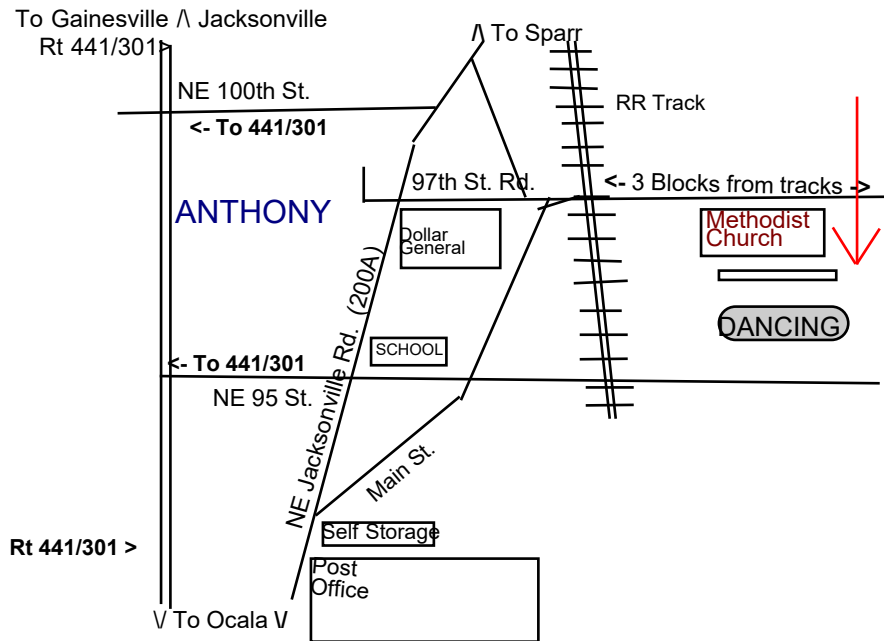 To Gainesville /\ Jacksonville
/\ To Sparr
Rt 441/301>
NE 100th St.
RR Track
<- To 441/301
97th St. Rd.
<- 3 Blocks from tracks ->
ANTHONY
Methodist
Church
Dollar
General
NE Jacksonville Rd. (200A)
DANCING
SCHOOL
<- To 441/301
NE 95 St.
Main St.
Self Storage
Rt 441/301 >
Post
Office
\/ To Ocala \/